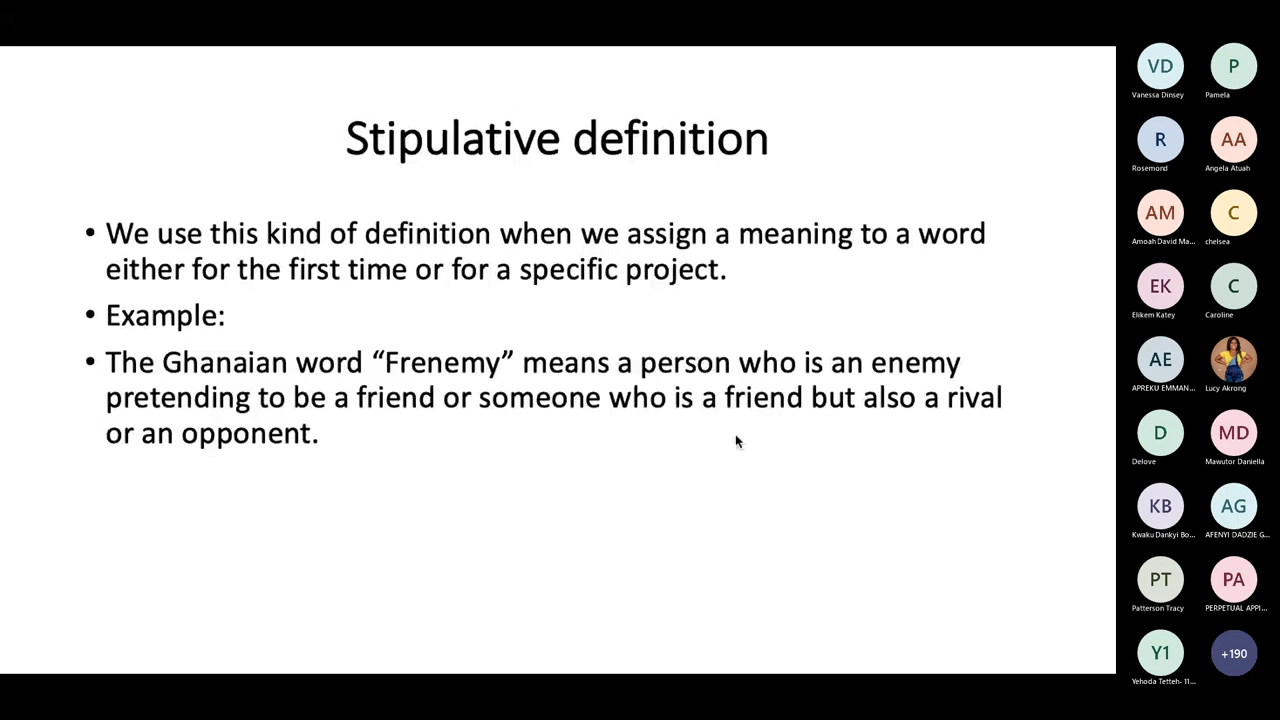 Stipulative definition
• We use this kind of definition when we assign a meaning to a word
either for the first time or for a specific project.
• Example:
• The Ghanaian word “Frenemy” means a person who is an enemy
pretending to be a friend or someone who is a friend but also a rival
or an opponent.
VD P
Vanessa Dinsey Pamela
R AA
Rosemond Angela Atuah
AM C
Amoah David Ma... chelsea
EK C
Elikem Katey Caroline
AE
APREKU EMMAN... Lucy Akrong
D MD
Delove Mawutor Daniella
KB AG
Kwaku Dankyi Bo... AFENYI DADZIE G...
PT PA
Patterson Tracy PERPETUAL APPI...
Y1 +190
Yehoda Tetteh- 11...